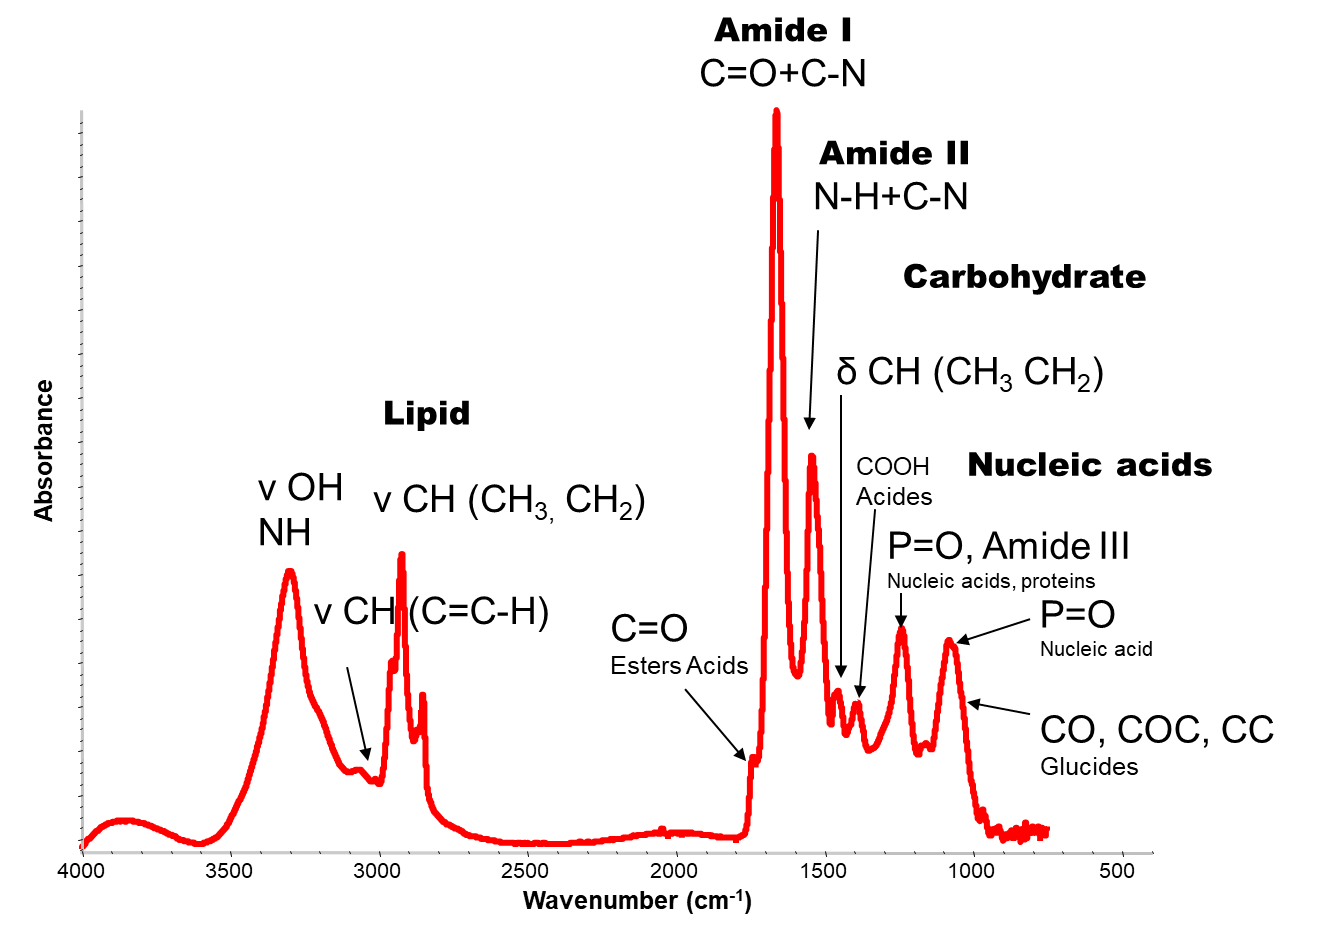 Amide I
C=O+C-N
Amide II
N-H+C-N
Carbohydrate
δ CH (CH₃ CH₂)
Lipid
COOH
Acides
Nucleic acids
ν OH
NH
ν CH (CH₃, CH₂)
P=O, Amide III
Nucleic acids, proteins
ν CH (C=C-H)
C=O
Esters Acids
P=O
Nucleic acid
CO, COC, CC
Glucides
Absorbance
4000 3500 3000 2500 2000 1500 1000 500
Wavenumber (cm⁻¹)